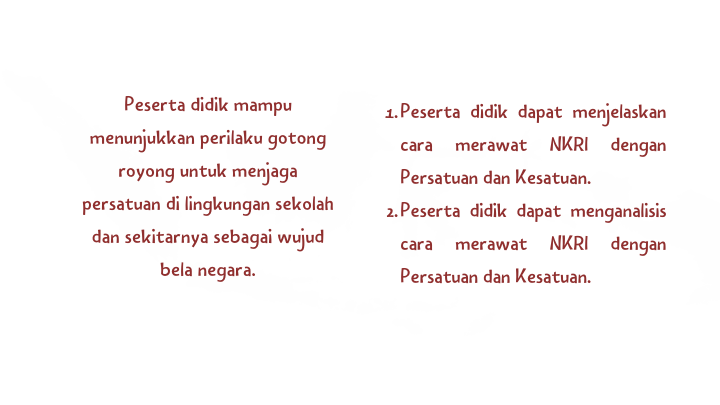 Peserta didik mampu
menunjukkan perilaku gotong
royong untuk menjaga
persatuan di lingkungan sekolah
dan sekitarnya sebagai wujud
bela negara.
1. Peserta didik dapat menjelaskan
cara merawat NKRI dengan
Persatuan dan Kesatuan.
2. Peserta didik dapat menganalisis
cara merawat NKRI dengan
Persatuan dan Kesatuan.